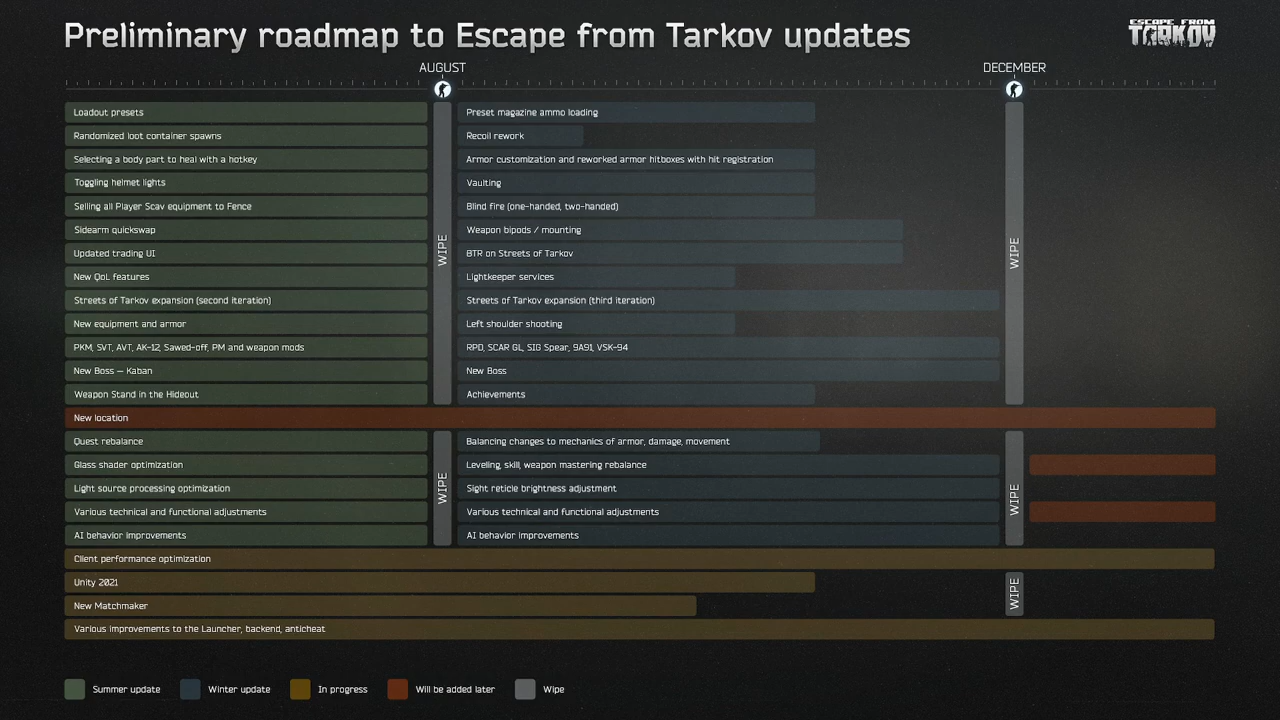 Preliminary roadmap to Escape from Tarkov updates
ESCAPE FROM
TARKOV
AUGUST
DECEMBER
Loadout presets
Preset magazine ammo loading
Randomized loot container spawns
Recoil rework
Selecting a body part to heal with a hotkey
Armor customization and reworked armor hitboxes with hit registration
Toggling helmet lights
Vaulting
Selling all Player Scav equipment to Fence
Blind fire (one-handed, two-handed)
Sidearm quickswap
Weapon bipods / mounting
Updated trading UI
BTR on Streets of Tarkov
WIPE
WIPE
New QoL features
Lightkeeper services
Streets of Tarkov expansion (second iteration)
Streets of Tarkov expansion (third iteration)
New equipment and armor
Left shoulder shooting
PKM, SVT, AVT, AK-12, Sawed-off, PM and weapon mods
RPD, SCAR GL, SIG Spear, 9A91, VSK-94
New Boss — Kaban
New Boss
Weapon Stand in the Hideout
Achievements
New location
Quest rebalance
Balancing changes to mechanics of armor, damage, movement
Glass shader optimization
Leveling, skill, weapon mastering rebalance
Light source processing optimization
WIPE
Sight reticle brightness adjustment
WIPE
Various technical and functional adjustments
Various technical and functional adjustments
AI behavior improvements
AI behavior improvements
Client performance optimization
Unity 2021
WIPE
New Matchmaker
Various improvements to the Launcher, backend, anticheat
Summer update
Winter update
In progress
Will be added later
Wipe